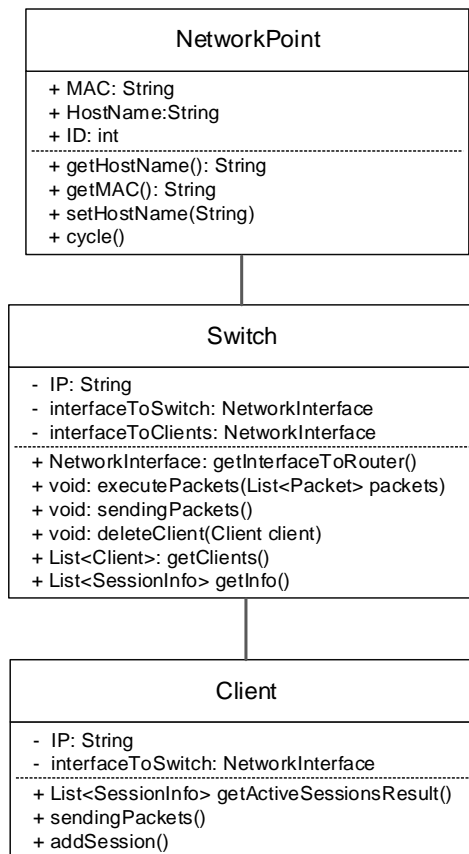 NetworkPoint
+ MAC: String
+ HostName:String
+ ID: int
+ getHostName(): String
+ getMAC(): String
+ setHostName(String)
+ cycle()
Switch
- IP: String
- interfaceToSwitch: NetworkInterface
- interfaceToClients: NetworkInterface
+ NetworkInterface: getInterfaceToRouter()
+ void: executePackets(List<Packet> packets)
+ void: sendingPackets()
+ void: deleteClient(Client client)
+ List<Client>: getClients()
+ List<SessionInfo> getInfo()
Client
- IP: String
- interfaceToSwitch: NetworkInterface
+ List<SessionInfo> getActiveSessionsResult()
+ sendingPackets()
+ addSession()